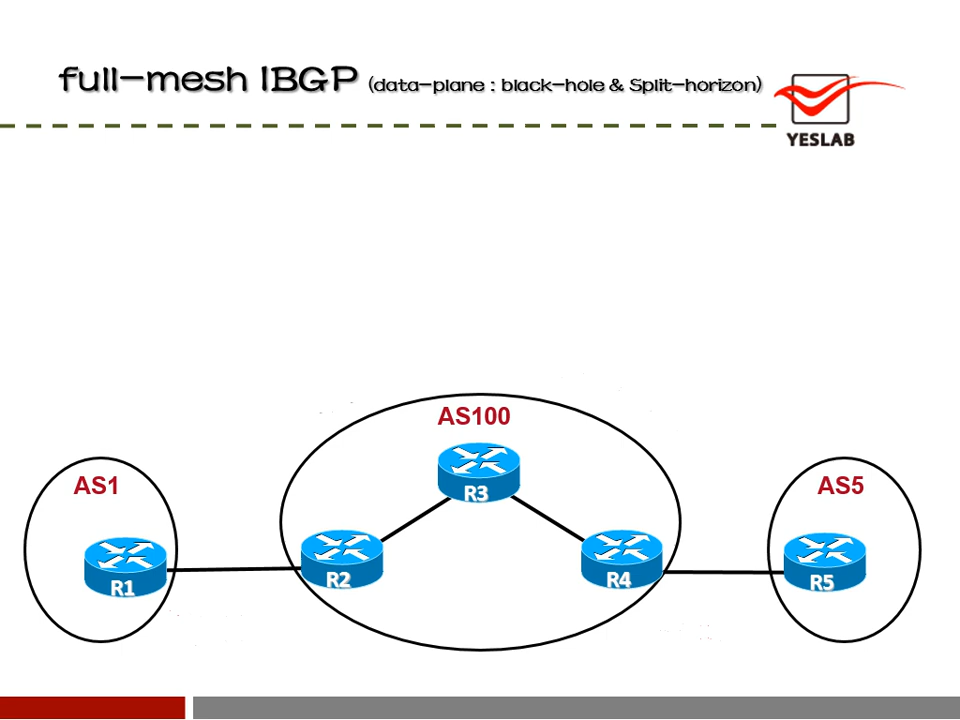 full-mesh IBGP (data-plane : black-hole & Split-horizon)
YESLAB
AS100
AS1
AS5
R3
R2
R4
R1
R5